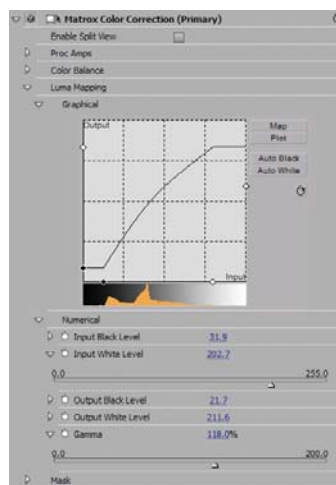 Matrox Color Correction (Primary)
Enable Split View
Proc Amps
Color Balance
Luma Mapping
Graphical
Output
Map
Plot
Auto Black
Auto White
Input
Numerical
Input Black Level 31.9
Input White Level 202.7
0.0 255.0
Output Black Level 21.7
Output White Level 211.6
Gamma 118.0%
0.0 200.0
Mask